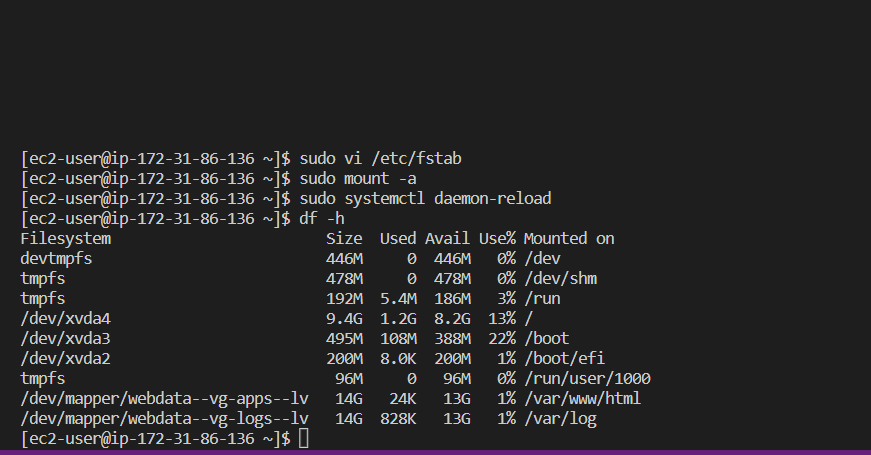 [ec2-user@ip-172-31-86-136 ~]$ sudo vi /etc/fstab
[ec2-user@ip-172-31-86-136 ~]$ sudo mount -a
[ec2-user@ip-172-31-86-136 ~]$ sudo systemctl daemon-reload
[ec2-user@ip-172-31-86-136 ~]$ df -h
Filesystem                        Size  Used Avail Use% Mounted on
devtmpfs                          446M     0  446M   0% /dev
tmpfs                             478M     0  478M   0% /dev/shm
tmpfs                             192M  5.4M  186M   3% /run
/dev/xvda4                        9.4G  1.2G  8.2G  13% /
/dev/xvda3                        495M  108M  388M  22% /boot
/dev/xvda2                        200M  8.0K  200M   1% /boot/efi
tmpfs                              96M     0   96M   0% /run/user/1000
/dev/mapper/webdata--vg-apps--lv   14G   24K   13G   1% /var/www/html
/dev/mapper/webdata--vg-logs--lv   14G  828K   13G   1% /var/log
[ec2-user@ip-172-31-86-136 ~]$